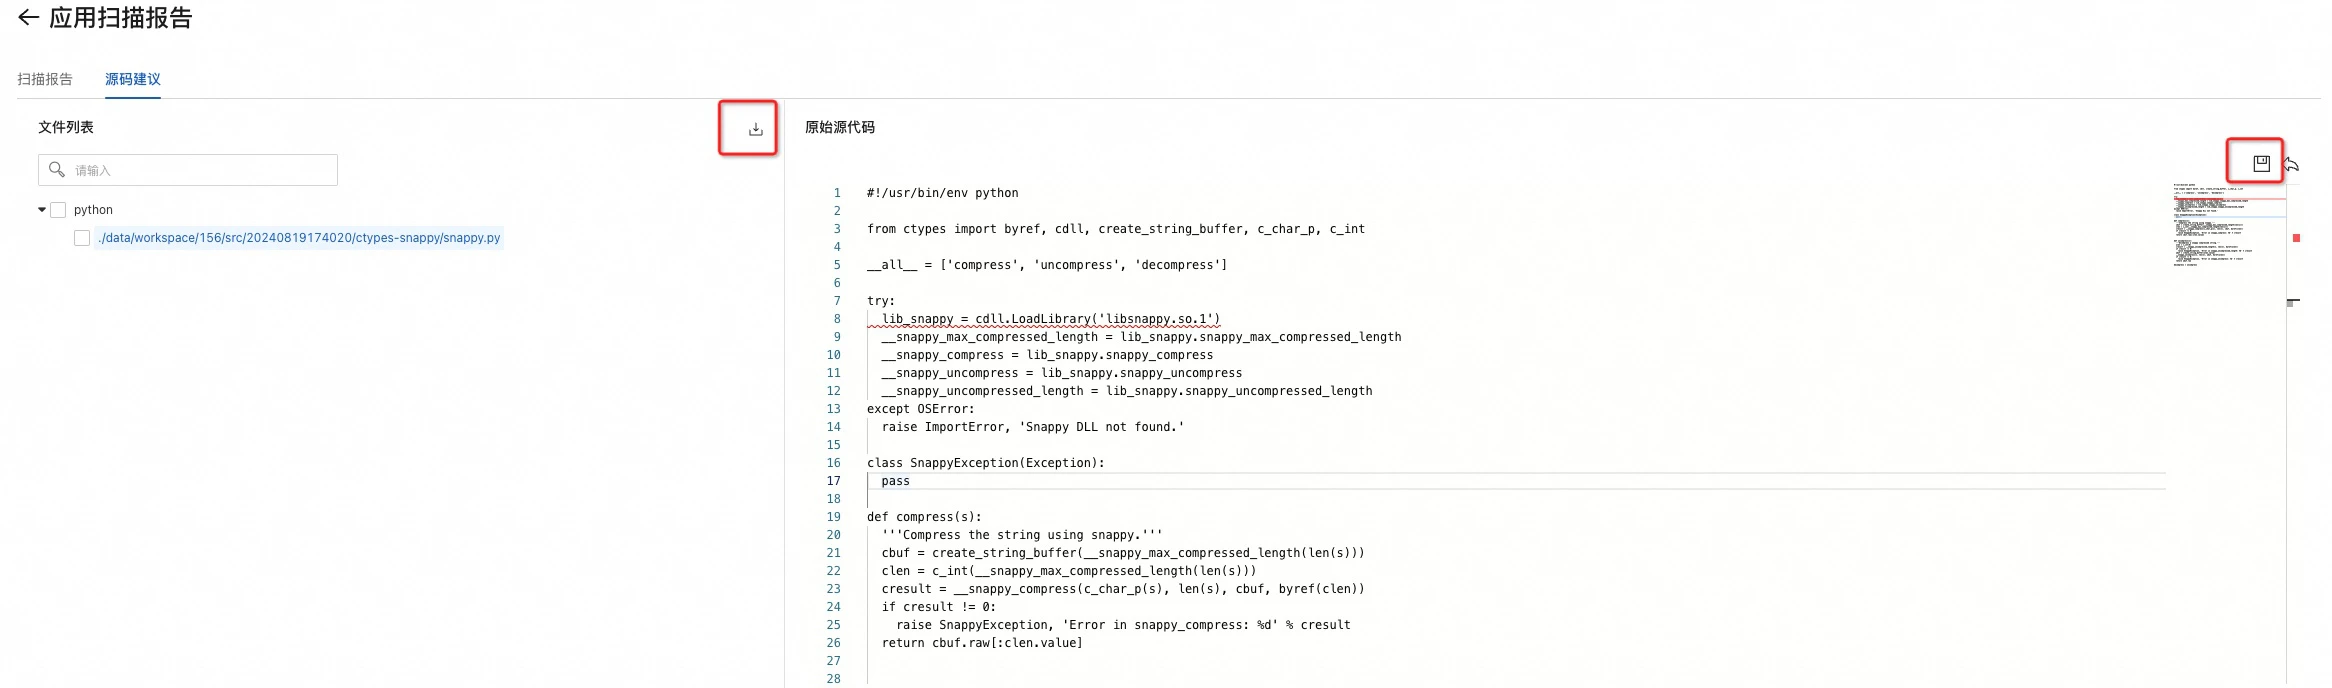 应用扫描报告
扫描报告 源码建议
文件列表
请输入
python
./data/workspace/156/src/20240819174020/ctypes-snappy/snappy.py
原始源代码
1 #!/usr/bin/env python
2
3 from ctypes import byref, cdll, create_string_buffer, c_char_p, c_int
4
5 __all__ = ['compress', 'uncompress', 'decompress']
6
7 try:
8   lib_snappy = cdll.LoadLibrary('libsnappy.so.1')
9   __snappy_max_compressed_length = lib_snappy.snappy_max_compressed_length
10   __snappy_compress = lib_snappy.snappy_compress
11   __snappy_uncompress = lib_snappy.snappy_uncompress
12   __snappy_uncompressed_length = lib_snappy.snappy_uncompressed_length
13 except OSError:
14   raise ImportError, 'Snappy DLL not found.'
15
16 class SnappyException(Exception):
17   pass
18
19 def compress(s):
20   '''Compress the string using snappy.'''
21   cbuf = create_string_buffer(__snappy_max_compressed_length(len(s)))
22   clen = c_int(__snappy_max_compressed_length(len(s)))
23   cresult = __snappy_compress(c_char_p(s), len(s), cbuf, byref(clen))
24   if cresult != 0:
25     raise SnappyException, 'Error in snappy_compress: %d' % cresult
26   return cbuf.raw[:clen.value]
27
28